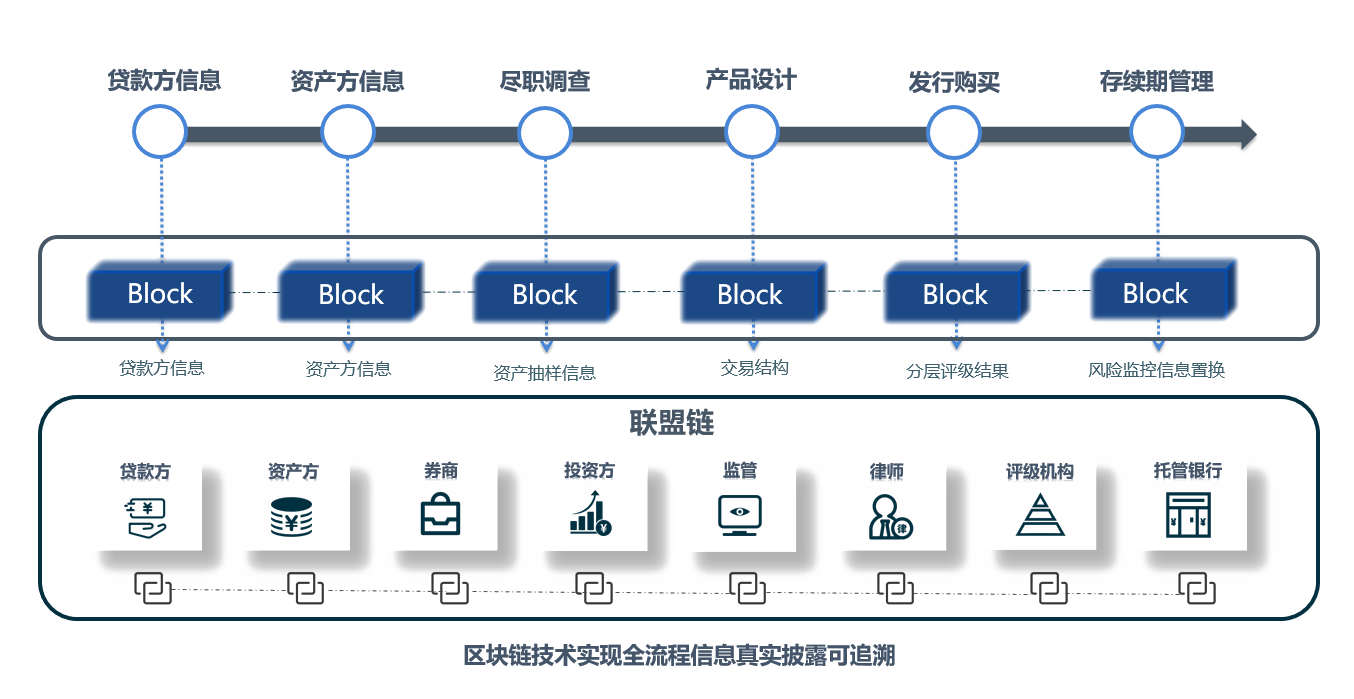 贷款方信息 资产方信息 尽职调查 产品设计 发行购买 存续期管理
Block Block Block Block Block Block
贷款方信息 资产方信息 资产抽样信息 交易结构 分层评级结果 风险监控信息置换
联盟链
贷款方 资产方 券商 投资方 监管 律师 评级机构 托管银行
¥ ¥ ¥ 律 ¥ ¥
区块链技术实现全流程信息真实披露可追溯